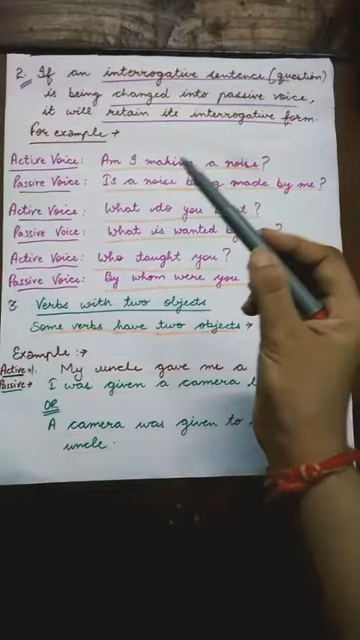 2. If an interrogative sentence (question)
is being changed into passive voice,
it will retain its interrogative form.
For example →
Active Voice: Am I making a noise?
Passive Voice: Is a noise being made by me?
Active Voice: What do you ?
Passive Voice: What is wanted by ?
Active Voice: Who taught you?
Passive Voice: By whom were you
3 Verbs with two objects
Some verbs have two objects →
Example :→
Active →. My uncle gave me a
Passive → I was given a camera
OR
A camera was given to
uncle.